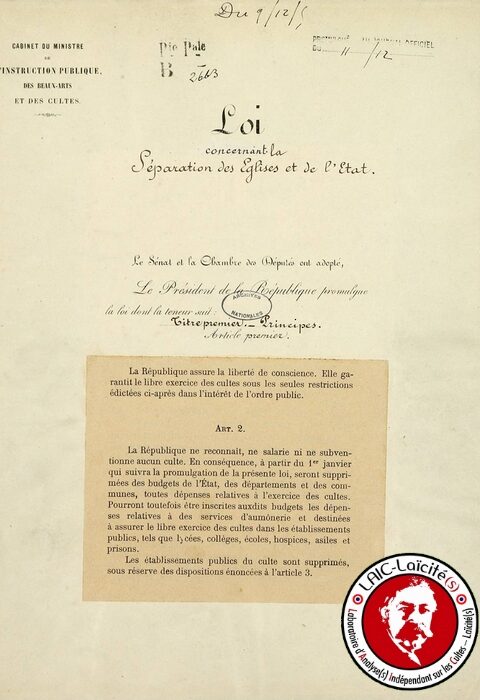 Du 9/12/5
CABINET DU MINISTRE
DE
L'INSTRUCTION PUBLIQUE,
DES BEAUX-ARTS
ET DES CULTES.
B 2663
DU 11/12
OFFICIEL
Loi
concernant la
Séparation des Eglises et de l'Etat.
Le Sénat et la Chambre des Députés ont adopté,
Le Président de la République promulgue
la loi dont la teneur suit :
ARCHIVES
NATIONALES
Titre premier. — Principes.
Article premier.
La République assure la liberté de conscience. Elle ga-
rantit le libre exercice des cultes sous les seules restrictions
édictées ci-après dans l'intérêt de l'ordre public.
ART. 2.
La République ne reconnaît, ne salarie ni ne subven-
tionne aucun culte. En conséquence, à partir du 1er janvier
qui suivra la promulgation de la présente loi, seront suppri-
mées des budgets de l'État, des départements et des com-
munes, toutes dépenses relatives à l'exercice des cultes.
Pourront toutefois être inscrites auxdits budgets les dépen-
ses relatives à des services d'aumônerie et destinées
à assurer le libre exercice des cultes dans les établissements
publics, tels que lycées, collèges, écoles, hospices, asiles et
prisons.
Les établissements publics du culte sont supprimés,
sous réserve des dispositions énoncées à l'article 3.
LAIC-Laïcité(s)
Laboratoire d'Analyse(s) Indépendant sur les Cultes – Laïcité(s)